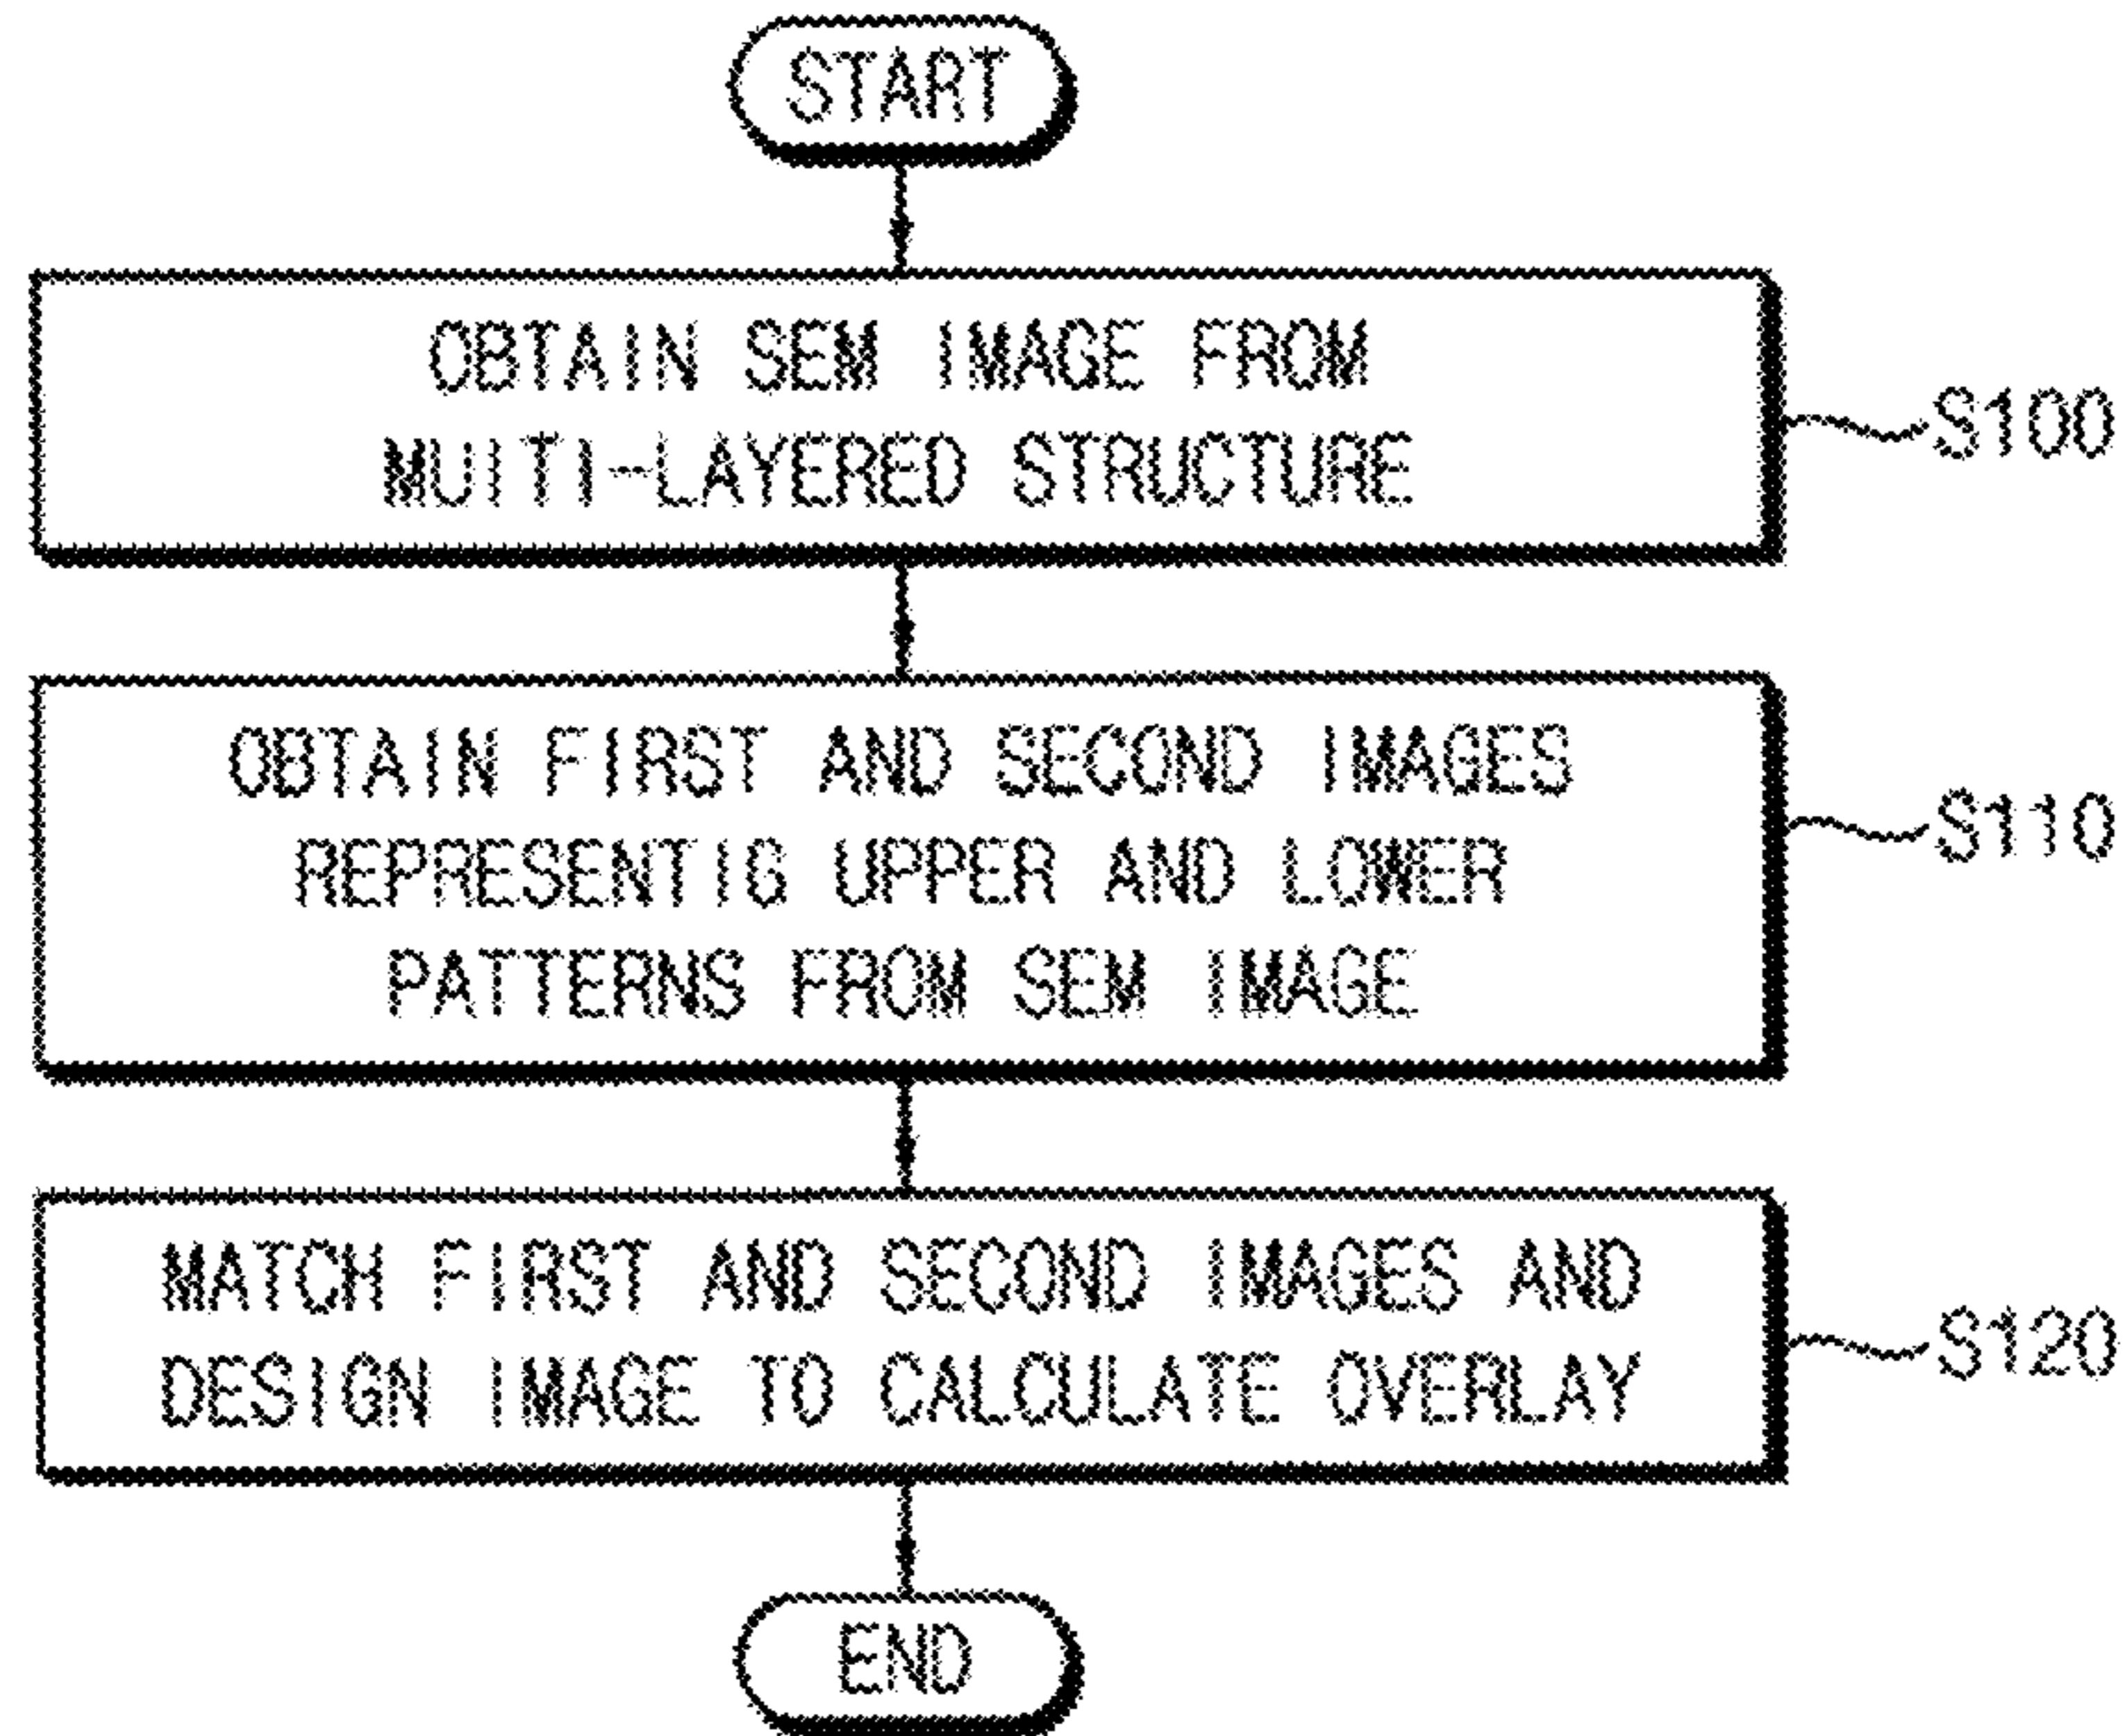 START
OBTAIN SEM IMAGE FROM
MUITI-LAYERED STRUCTURE
S100
OBTAIN FIRST AND SECOND IMAGES
REPRESENTIG UPPER AND LOWER
PATTERNS FROM SEM IMAGE
S110
MATCH FIRST AND SECOND IMAGES AND
DESIGN IMAGE TO CALCULATE OVERLAY
S120
END